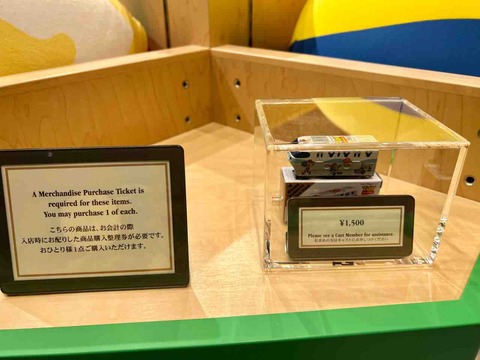 A Merchandise Purchase Ticket is
required for these items.
You may purchase 1 of each.
こちらの商品は、お会計の際
入店時にお配りした商品購入整理券が必要です。
おひとり様1点ご購入いただけます。
¥1,500
Please see a Cast Member for assistance.